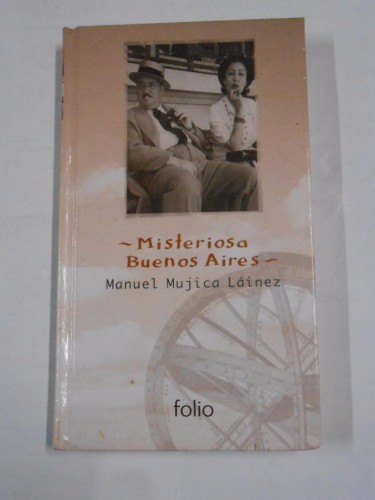 ~Misteriosa
Buenos Aires~
Manuel Mujica Láinez
folio